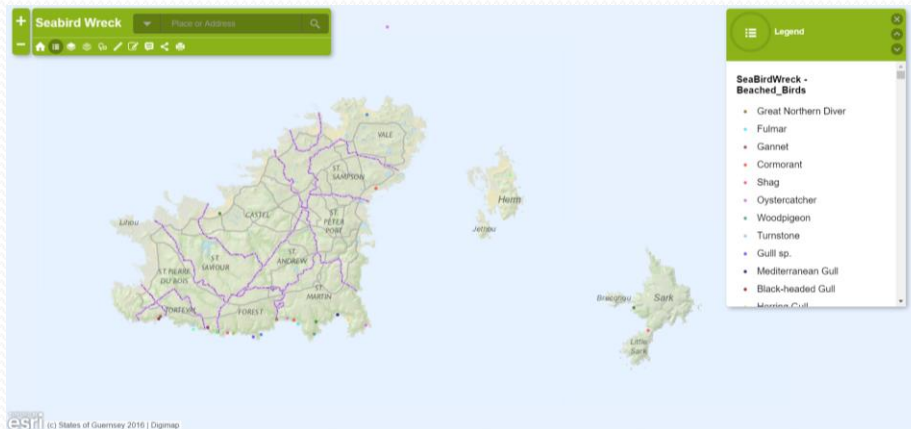 Seabird Wreck
Place or Address
Legend
SeaBirdWreck -
Beached_Birds
Great Northern Diver
Fulmar
Gannet
Cormorant
Shag
Oystercatcher
Woodpigeon
Turnstone
Gulll sp.
Mediterranean Gull
Black-headed Gull
Herring Gull
VALE
ST.
SAMPSON
Herm
Jethou
Lihou
CASTEL
ST.
PETER
PORT
ST.
SAVIOUR
ST.
ANDREW
ST. PIERRE
DU BOIS
ST.
MARTIN
TORTEVAL
FOREST
Brecqhou
Sark
Little
Sark
esri
(c) States of Guernsey 2016 | Digimap